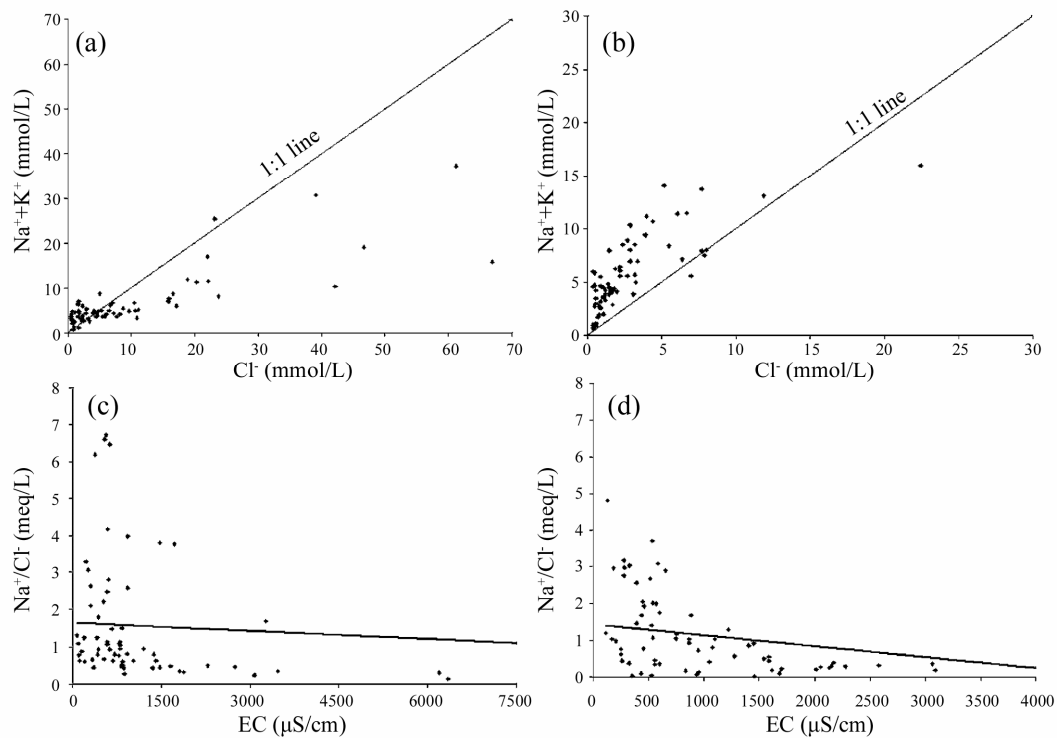 (a)
Na⁺+K⁺ (mmol/L)
70
60
50
40
30
20
10
0
1:1 line
0 10 20 30 40 50 60 70
Cl⁻ (mmol/L)
(b)
Na⁺+K⁺ (mmol/L)
30
25
20
15
10
5
0
1:1 line
0 5 10 15 20 25 30
Cl⁻ (mmol/L)
(c)
Na⁺/Cl⁻ (meq/L)
8
7
6
5
4
3
2
1
0
0 1500 3000 4500 6000 7500
EC (μS/cm)
(d)
Na⁺/Cl⁻ (meq/L)
8
7
6
5
4
3
2
1
0
0 500 1000 1500 2000 2500 3000 3500 4000
EC (μS/cm)